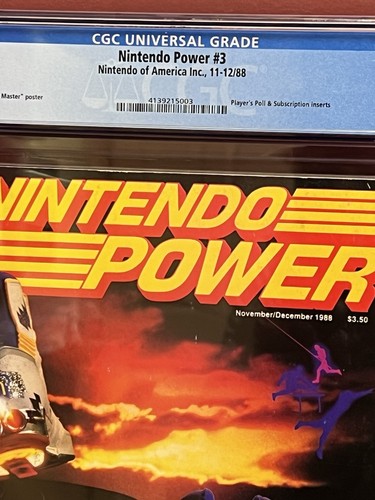 CGC UNIVERSAL GRADE
Nintendo Power #3
Nintendo of America Inc., 11-12/88
Master" poster
4139215003
Player's Poll & Subscription inserts
CGC
NINTENDO
POWER
November/December 1988 $3.50